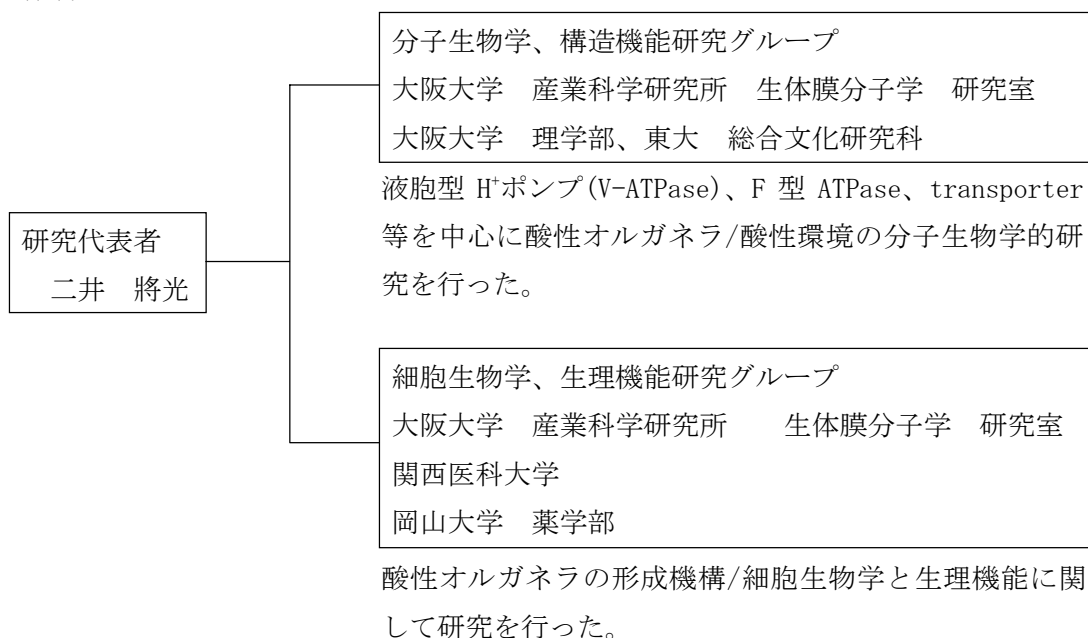 分子生物学、構造機能研究グループ
大阪大学　産業科学研究所　生体膜分子学　研究室
大阪大学　理学部、東大　総合文化研究科
液胞型 H⁺ポンプ(V-ATPase)、F 型 ATPase、transporter
等を中心に酸性オルガネラ/酸性環境の分子生物学的研
究を行った。
研究代表者
二井　將光
細胞生物学、生理機能研究グループ
大阪大学　産業科学研究所　　生体膜分子学　研究室
関西医科大学
岡山大学　薬学部
酸性オルガネラの形成機構/細胞生物学と生理機能に関
して研究を行った。